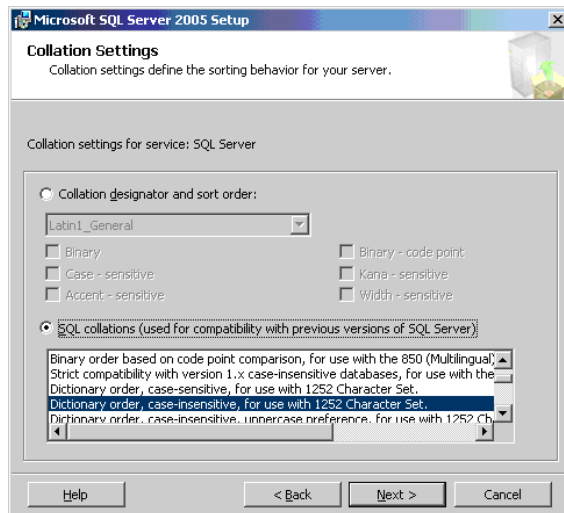 Microsoft SQL Server 2005 Setup
Collation Settings
Collation settings define the sorting behavior for your server.
Collation settings for service: SQL Server
Collation designator and sort order:
Latin1_General
Binary
Binary - code point
Case - sensitive
Kana - sensitive
Accent - sensitive
Width - sensitive
SQL collations (used for compatibility with previous versions of SQL Server)
Binary order based on code point comparison, for use with the 850 (Multilingual)
Strict compatibility with version 1.x case-insensitive databases, for use with the
Dictionary order, case-sensitive, for use with 1252 Character Set.
Dictionary order, case-insensitive, for use with 1252 Character Set.
Dictionary order, case-insensitive, uppercase preference, for use with 1252 Ch
Help
< Back
Next >
Cancel